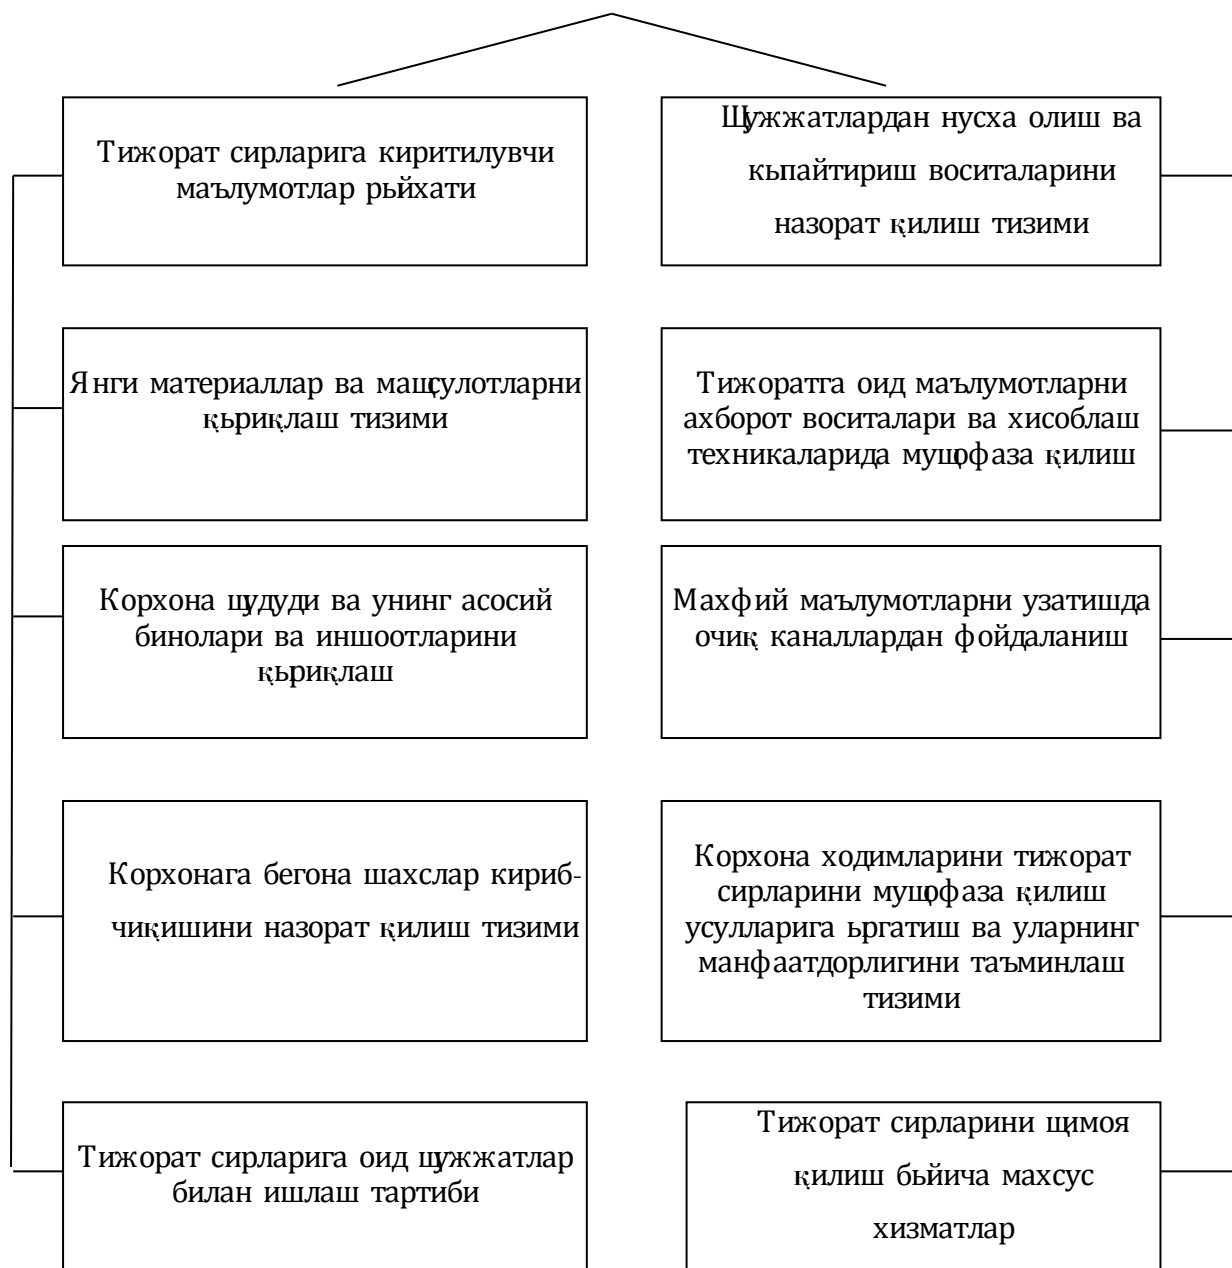 Тижорат сирларига киритилувчи
маълумотлар рьйхати
Щужжатлардан нусха олиш ва
кьпайтириш воситаларини
назорат қилиш тизими
Янги материаллар ва мащсулотларни
қьриқлаш тизими
Тижоратга оид маълумотларни
ахборот воситалари ва хисоблаш
техникаларида мущофаза қилиш
Корхона щудуди ва унинг асосий
бинолари ва иншоотларини
қьриқлаш
Махфий маълумотларни узатишда
очиқ каналлардан фойдаланиш
Корхонага бегона шахслар кириб-
чиқишини назорат қилиш тизими
Корхона ходимларини тижорат
сирларини мущофаза қилиш
усулларига ьргатиш ва уларнинг
манфаатдорлигини таъминлаш
тизими
Тижорат сирларига оид щужжатлар
билан ишлаш тартиби
Тижорат сирларини щимоя
қилиш бьйича махсус
хизматлар